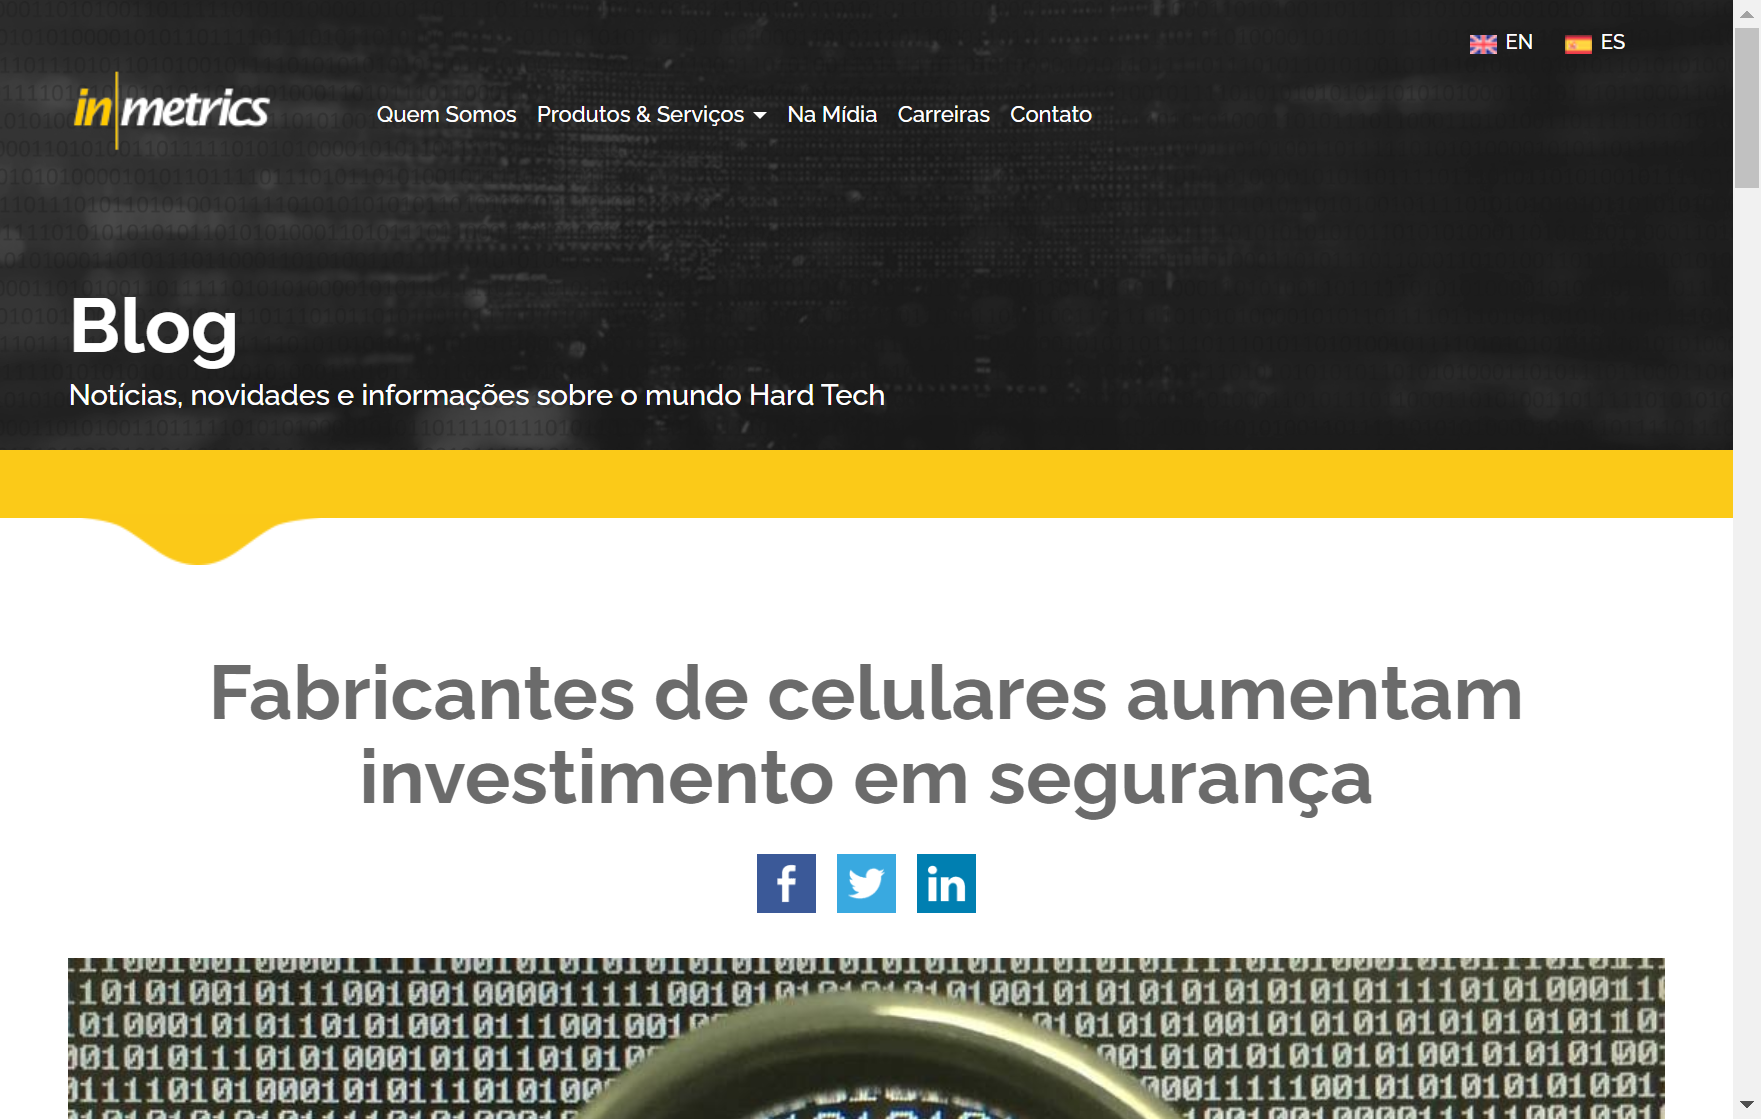 EN ES
in metrics
Quem Somos Produtos & Serviços Na Mídia Carreiras Contato
Blog
Notícias, novidades e informações sobre o mundo Hard Tech
Fabricantes de celulares aumentam
investimento em segurança